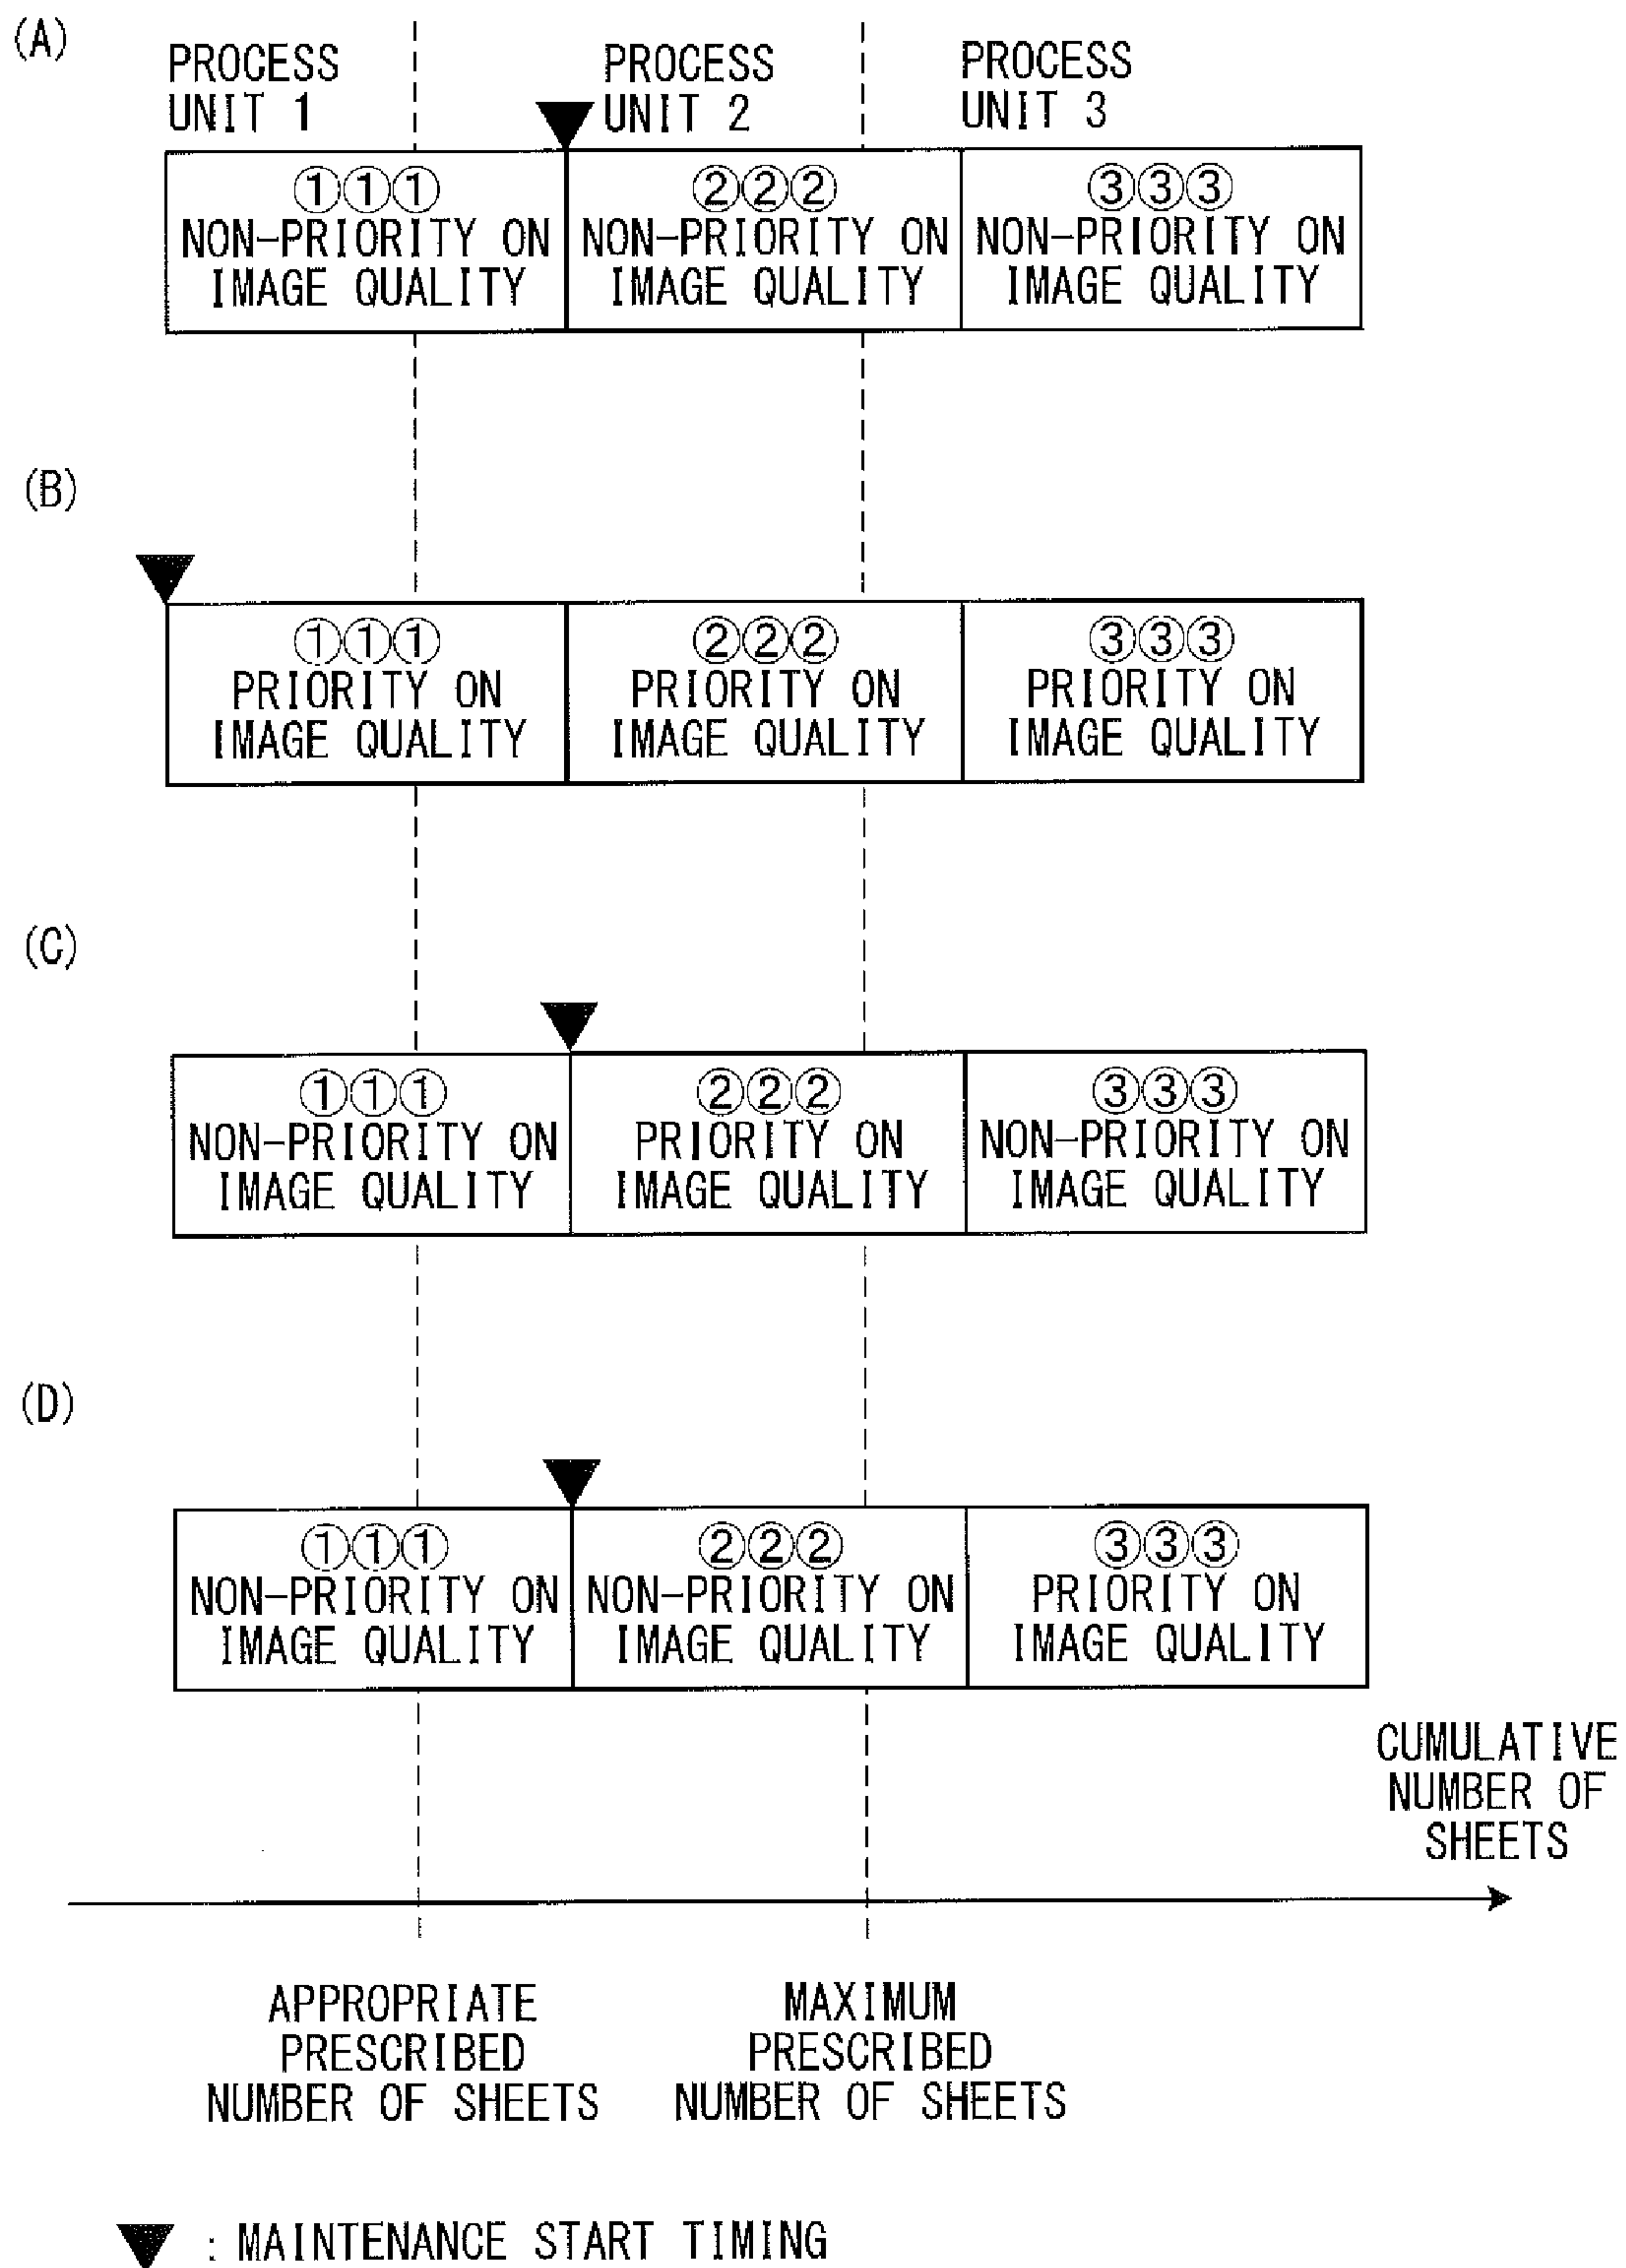 (A)
PROCESS
UNIT 1
PROCESS
UNIT 2
PROCESS
UNIT 3
①①①
NON-PRIORITY ON
IMAGE QUALITY
②②②
NON-PRIORITY ON
IMAGE QUALITY
③③③
NON-PRIORITY ON
IMAGE QUALITY
(B)
①①①
PRIORITY ON
IMAGE QUALITY
②②②
PRIORITY ON
IMAGE QUALITY
③③③
PRIORITY ON
IMAGE QUALITY
(C)
①①①
NON-PRIORITY ON
IMAGE QUALITY
②②②
PRIORITY ON
IMAGE QUALITY
③③③
NON-PRIORITY ON
IMAGE QUALITY
(D)
①①①
NON-PRIORITY ON
IMAGE QUALITY
②②②
NON-PRIORITY ON
IMAGE QUALITY
③③③
PRIORITY ON
IMAGE QUALITY
CUMULATIVE
NUMBER OF
SHEETS
APPROPRIATE
PRESCRIBED
NUMBER OF SHEETS
MAXIMUM
PRESCRIBED
NUMBER OF SHEETS
▼ : MAINTENANCE START TIMING